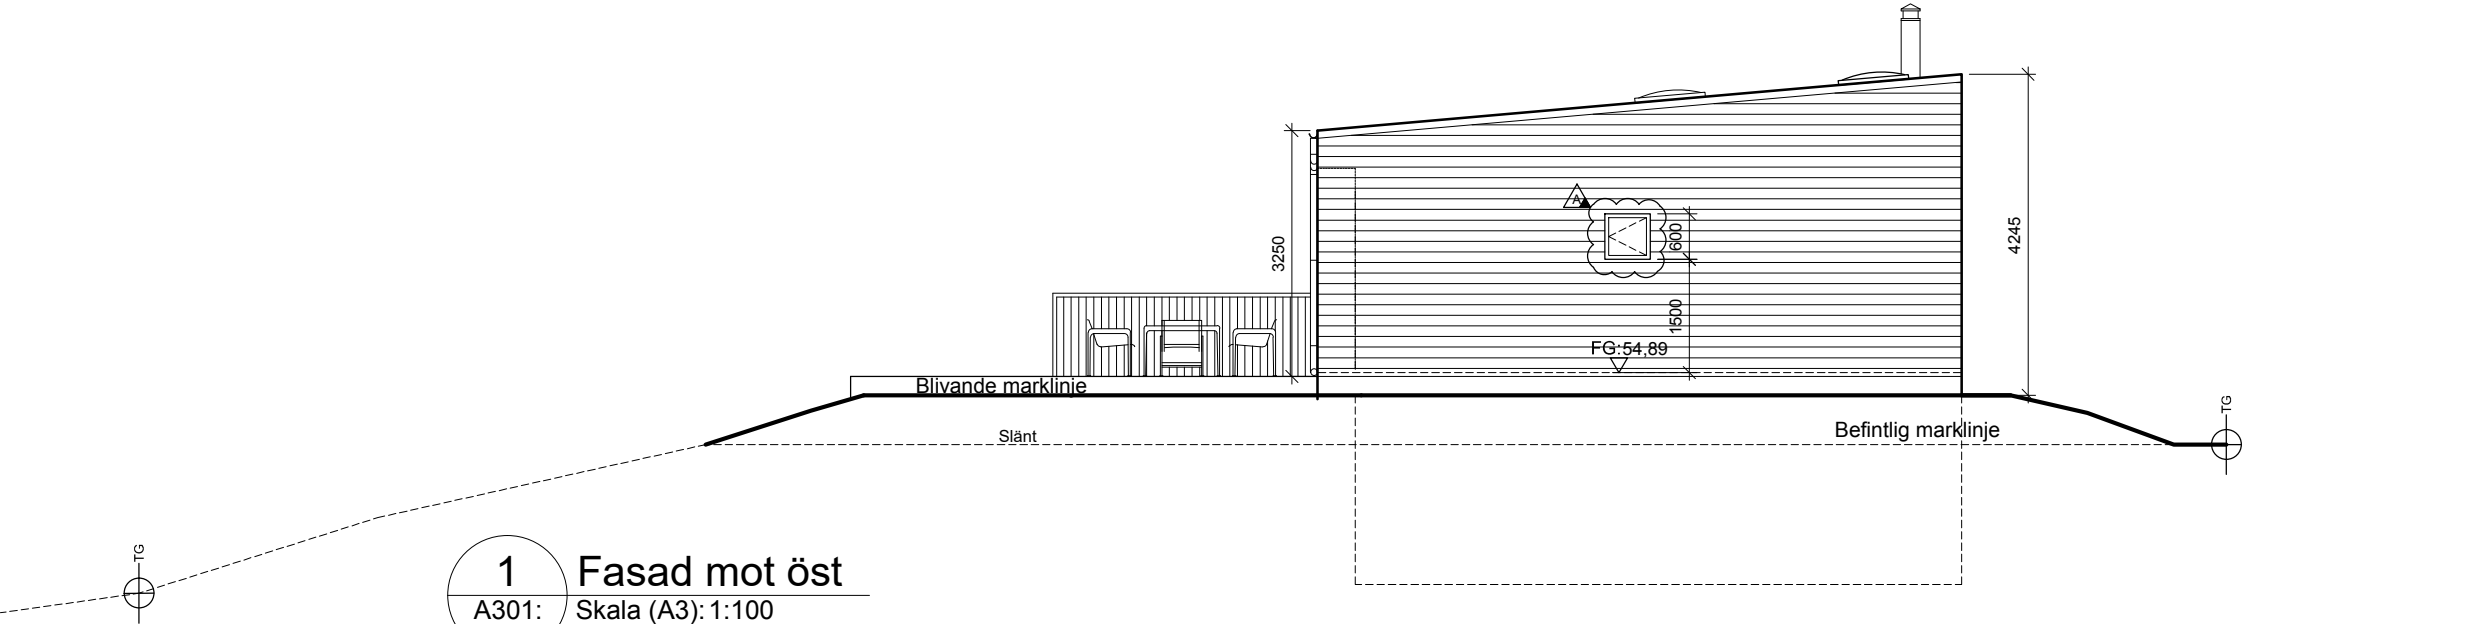 A
3250
600
4245
1500
FG:54,89
Blivande marklinje
TG
Slänt
Befintlig marklinje
TG
1
Fasad mot öst
A301:
Skala (A3): 1:100